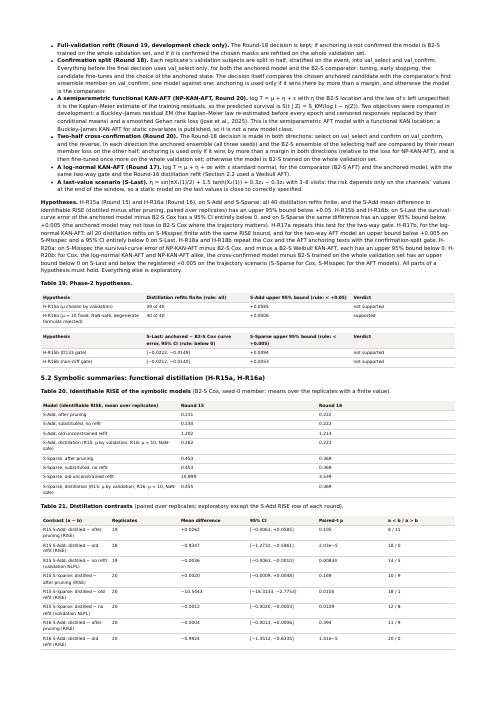 • Full-validation refit (Round 19, development check only). The Round-18 decision is kept; if anchoring is not confirmed the model is B2-S trained on the whole validation set, and if it is confirmed the chosen masks are refitted on the whole validation set.
• Confirmation split (Round 18). Each replicate's validation subjects are split in half, stratified on the event, into val_select and val_confirm. Everything before the final decision uses val_select only, for both the anchored model and the B2-S comparator: tuning, early stopping, the candidate fine-tunes and the choice of the anchored state. The decision itself compares the chosen anchored candidate with the comparator's first ensemble member on val_confirm, one model against one; anchoring is used only if it wins there by more than a margin, and otherwise the model is the comparator.
• A semiparametric functional KAN-AFT (NP-KAN-AFT, Round 20). log T = μ + η + ε with η the B2-S location and the law of ε left unspecified: it is the Kaplan-Meier estimate of the training residuals, so the predicted survival is S(t | Z) = S_KM(log t − η(Z)). Two objectives were compared in development: a Buckley-James residual EM (the Kaplan-Meier law re-estimated before every epoch and censored responses replaced by their conditional means) and a smoothed Gehan rank loss (Jose et al., 2025). This is the semiparametric AFT model with a functional KAN location; a Buckley-James KAN-AFT for static covariates is published, so it is not a new model class.
• Two-half cross-confirmation (Round 20). The Round-18 decision is made in both directions: select on val_select and confirm on val_confirm, and the reverse. In each direction the anchored ensemble (all three seeds) and the B2-S ensemble of the selecting half are compared by their mean member loss on the other half; anchoring is used only if it wins by more than a margin in both directions (relative to the loss for NP-KAN-AFT), and is then fine-tuned once more on the whole validation set; otherwise the model is B2-S trained on the whole validation set.
• A log-normal KAN-AFT (Round 17). log T = μ + η + σε with ε standard normal, for the comparator (B2-S AFT) and the anchored model, with the same two-way gate and the Round-16 distillation path (Section 2.2 used a Weibull AFT).
• A last-value scenario (S-Last). η = sin(πX₁(1)/2) + 1.5 tanh(X₂(1)) + 0.3z₁ − 0.3z₂ with 3-8 visits: the risk depends only on the channels' values at the end of the window, so a static model on the last values is correctly specified.
Hypotheses. H-R15a (Round 15) and H-R16a (Round 16), on S-Add and S-Sparse: all 40 distillation refits finite, and the S-Add mean difference in identifiable RISE (distilled minus after pruning, paired over replicates) has an upper 95% bound below +0.05. H-R15b and H-R16b: on S-Last the survival-curve error of the anchored model minus B2-S Cox has a 95% CI entirely below 0, and on S-Sparse the same difference has an upper 95% bound below +0.005 (the anchored model may not lose to B2-S Cox where the trajectory matters). H-R17a repeats this for the two-way gate. H-R17b, for the log-normal KAN-AFT: all 20 distillation refits on S-Misspec finite with the same RISE bound, and for the two-way AFT model an upper bound below +0.005 on S-Misspec and a 95% CI entirely below 0 on S-Last. H-R18a and H-R18b repeat the Cox and the AFT anchoring tests with the confirmation-split gate. H-R20a: on S-Misspec the survival-curve error of NP-KAN-AFT minus B2-S Cox, and minus a B2-S Weibull KAN-AFT, each has an upper 95% bound below 0. H-R20b: for Cox, the log-normal KAN-AFT and NP-KAN-AFT alike, the cross-confirmed model minus B2-S trained on the whole validation set has an upper bound below 0 on S-Last and below the registered +0.005 on the trajectory scenario (S-Sparse for Cox, S-Misspec for the AFT models). All parts of a hypothesis must hold. Everything else is exploratory.
Table 19. Phase-2 hypotheses.
Hypothesis Distillation refits finite (rule: all) S-Add upper 95% bound (rule: < +0.05) Verdict
H-R15a (μ chosen by validation) 39 of 40 +0.0585 not supported
H-R16a (μ = 10 fixed, NaN-safe, degenerate formulas rejected) 40 of 40 +0.0006 supported
Hypothesis S-Last: anchored − B2-S Cox curve error, 95% CI (rule: below 0) S-Sparse upper 95% bound (rule: < +0.005) Verdict
H-R15b (D133 gate) [−0.0222, −0.0149] +0.0094 not supported
H-R16b (non-cliff gate) [−0.0212, −0.0140] +0.0053 not supported
5.2 Symbolic summaries: functional distillation (H-R15a, H-R16a)
Table 20. Identifiable RISE of the symbolic models (B2-S Cox, seed-0 member; means over the replicates with a finite value).
Model (identifiable RISE, mean over replicates) Round 15 Round 16
S-Add, after pruning 0.231 0.222
S-Add, substituted, no refit 0.230 0.222
S-Add, old unconstrained refit 1.202 1.214
S-Add, distillation (R15: μ by validation; R16: μ = 10, NaN-safe) 0.262 0.221
S-Sparse, after pruning 0.453 0.369
S-Sparse, substituted, no refit 0.453 0.369
S-Sparse, old unconstrained refit 10.999 3.539
S-Sparse, distillation (R15: μ by validation; R16: μ = 10, NaN-safe) 0.455 0.369
Table 21. Distillation contrasts (paired over replicates; exploratory except the S-Add RISE row of each round).
Contrast (a − b) Replicates Mean difference 95% CI Paired-t p a < b / a > b
R15 S-Add: distilled − after pruning (RISE) 19 +0.0262 [−0.0061, +0.0585] 0.105 8 / 11
R15 S-Add: distilled − old refit (RISE) 18 −0.9347 [−1.2732, −0.5961] 2.03e−5 18 / 0
R15 S-Add: distilled − no refit (validation NLPL) 19 −0.0036 [−0.0061, −0.0010] 0.00834 14 / 5
R15 S-Sparse: distilled − after pruning (RISE) 20 +0.0020 [−0.0009, +0.0048] 0.169 10 / 9
R15 S-Sparse: distilled − old refit (RISE) 20 −10.5443 [−18.3133, −2.7753] 0.0105 18 / 1
R15 S-Sparse: distilled − no refit (validation NLPL) 20 −0.0012 [−0.0020, −0.0003] 0.0109 12 / 8
R16 S-Add: distilled − after pruning (RISE) 20 −0.0004 [−0.0013, +0.0006] 0.394 11 / 9
R16 S-Add: distilled − old refit (RISE) 20 −0.9924 [−1.3512, −0.6335] 1.41e−5 20 / 0